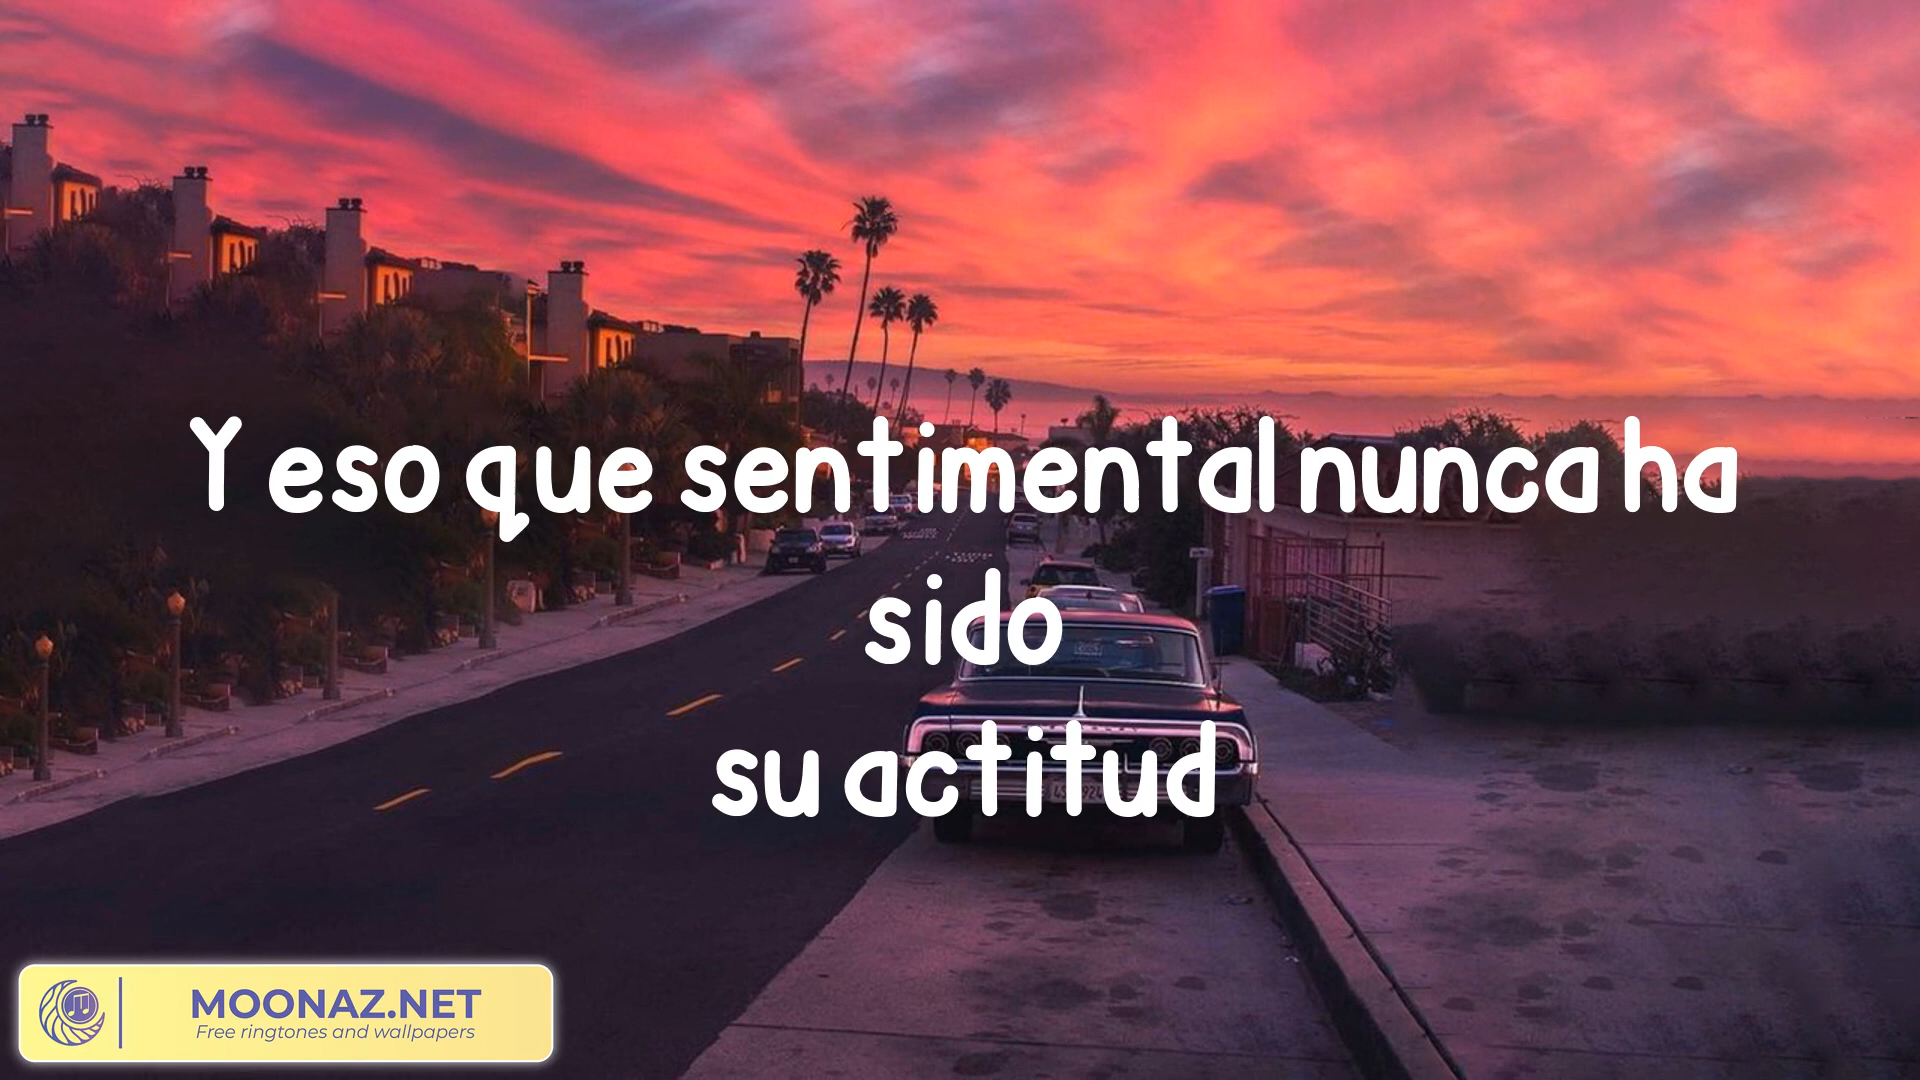 Y eso que sentimental nunca ha
sido
su actitud
MOONAZ.NET
Free ringtones and wallpapers